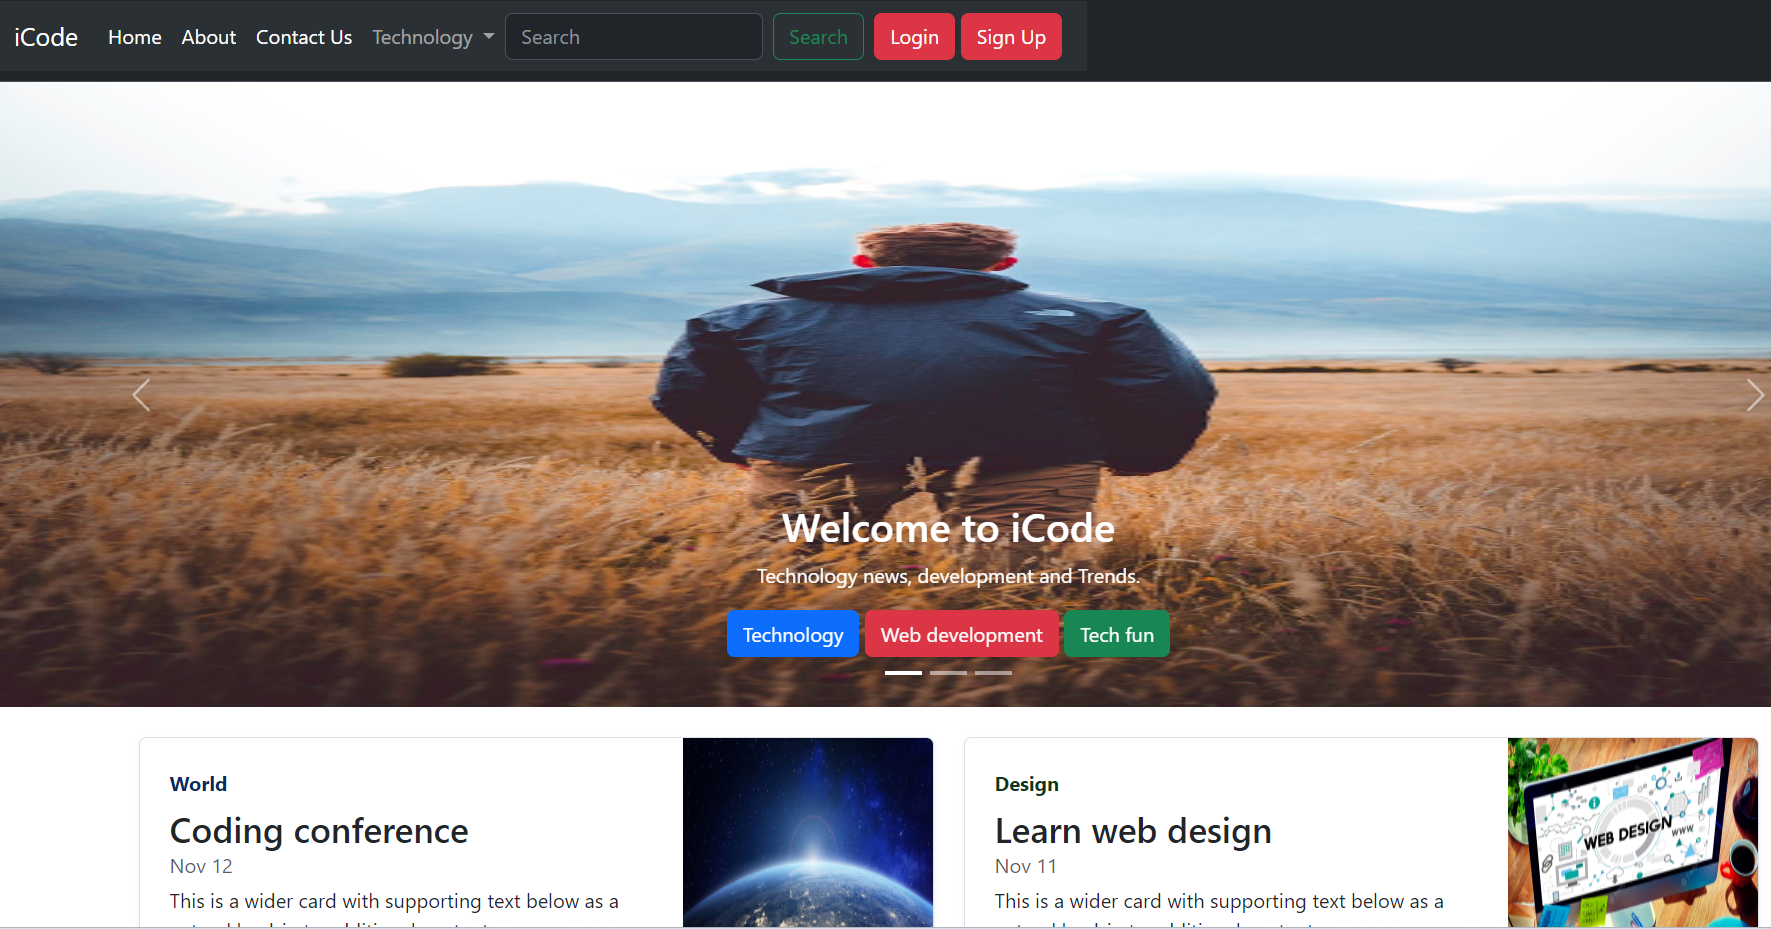 iCode Home About Contact Us Technology Search Search Login Sign Up
Welcome to iCode
Technology news, development and Trends.
Technology Web development Tech fun
World
Coding conference
Nov 12
This is a wider card with supporting text below as a
Design
Learn web design
Nov 11
This is a wider card with supporting text below as a
WEB DESIGN
WWW